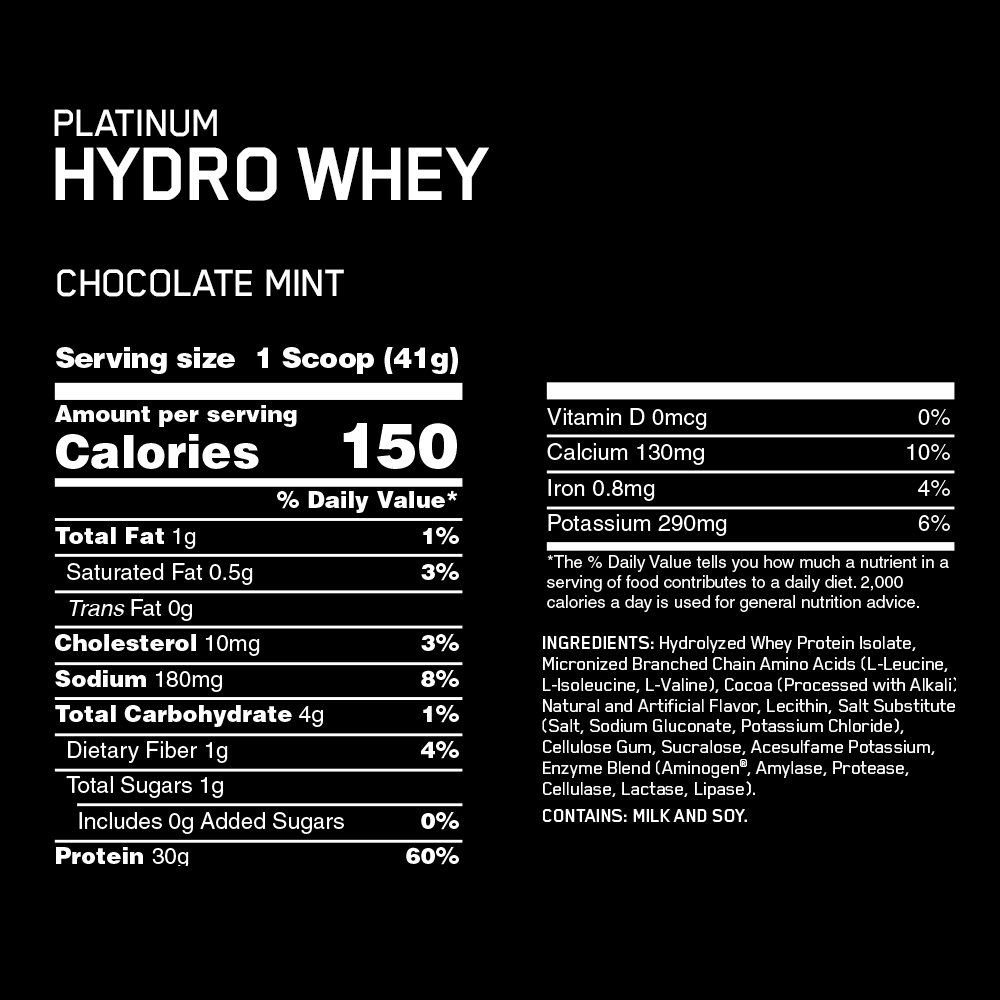 PLATINUM
HYDRO WHEY
CHOCOLATE MINT
Serving size 1 Scoop (41g)
Amount per serving
Calories 150
% Daily Value*
Total Fat 1g 1%
Saturated Fat 0.5g 3%
Trans Fat 0g
Cholesterol 10mg 3%
Sodium 180mg 8%
Total Carbohydrate 4g 1%
Dietary Fiber 1g 4%
Total Sugars 1g
Includes 0g Added Sugars 0%
Protein 30g 60%
Vitamin D 0mcg 0%
Calcium 130mg 10%
Iron 0.8mg 4%
Potassium 290mg 6%
*The % Daily Value tells you how much a nutrient in a
serving of food contributes to a daily diet. 2,000
calories a day is used for general nutrition advice.
INGREDIENTS: Hydrolyzed Whey Protein Isolate,
Micronized Branched Chain Amino Acids (L-Leucine,
L-Isoleucine, L-Valine), Cocoa (Processed with Alkali)
Natural and Artificial Flavor, Lecithin, Salt Substitute
(Salt, Sodium Gluconate, Potassium Chloride),
Cellulose Gum, Sucralose, Acesulfame Potassium,
Enzyme Blend (Aminogen®, Amylase, Protease,
Cellulase, Lactase, Lipase).
CONTAINS: MILK AND SOY.